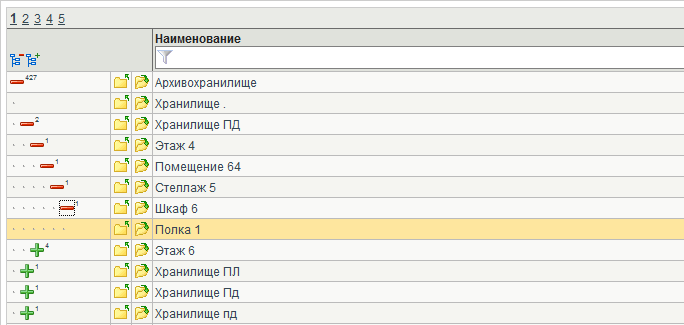 1 2 3 4 5
Наименование
427 Архивохранилище
Хранилище .
2 Хранилище ПД
1 Этаж 4
1 Помещение 64
1 Стеллаж 5
1 Шкаф 6
Полка 1
4 Этаж 6
1 Хранилище ПЛ
1 Хранилище Пд
1 Хранилище пд